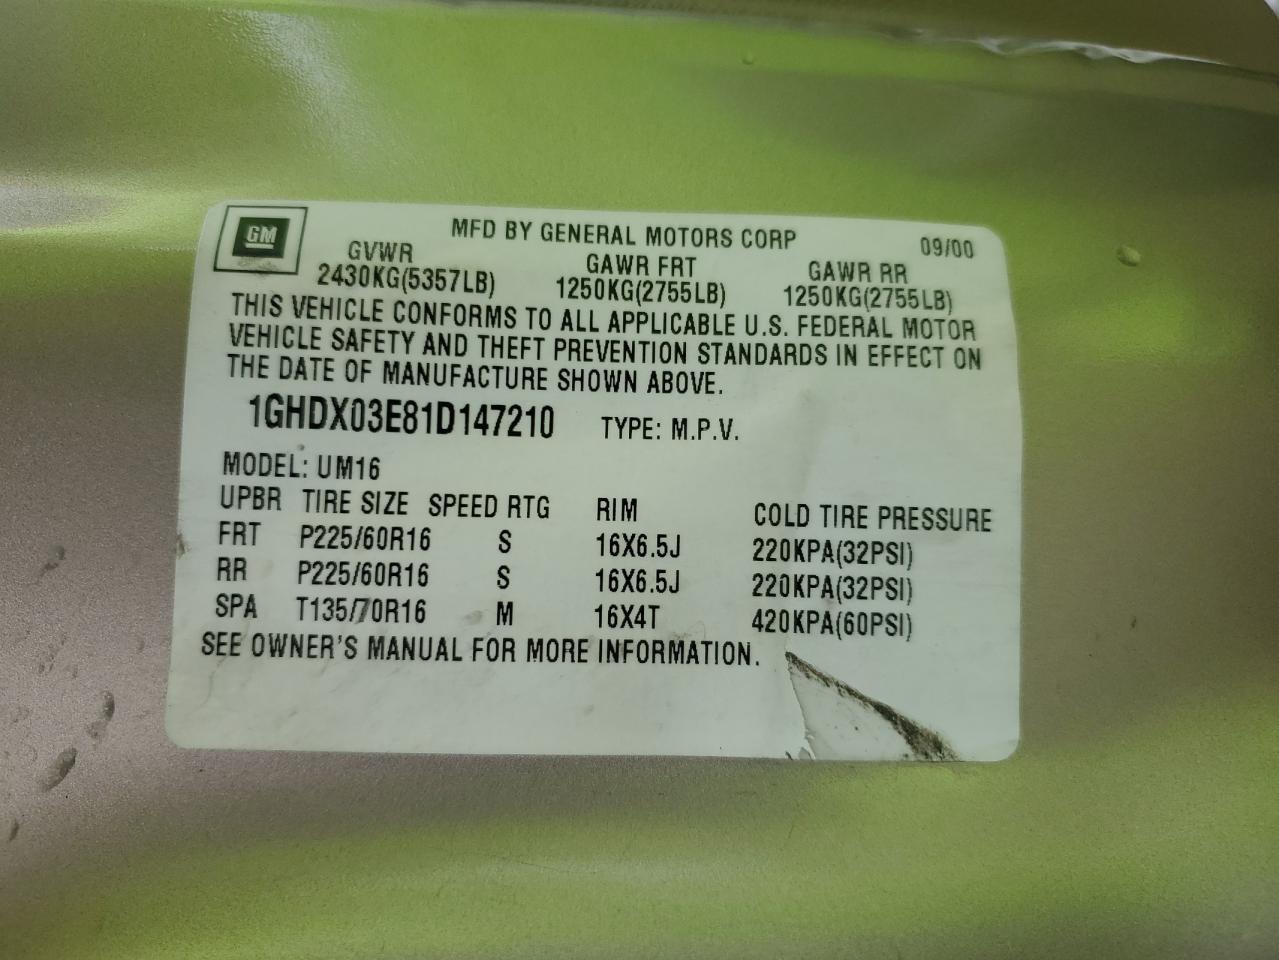 GM
MFD BY GENERAL MOTORS CORP 09/00
GVWR GAWR FRT GAWR RR
2430KG(5357LB) 1250KG(2755LB) 1250KG(2755LB)
THIS VEHICLE CONFORMS TO ALL APPLICABLE U.S. FEDERAL MOTOR
VEHICLE SAFETY AND THEFT PREVENTION STANDARDS IN EFFECT ON
THE DATE OF MANUFACTURE SHOWN ABOVE.
1GHDX03E81D147210 TYPE: M.P.V.
MODEL: UM16
UPBR TIRE SIZE SPEED RTG RIM COLD TIRE PRESSURE
FRT P225/60R16 S 16X6.5J 220KPA(32PSI)
RR P225/60R16 S 16X6.5J 220KPA(32PSI)
SPA T135/70R16 M 16X4T 420KPA(60PSI)
SEE OWNER'S MANUAL FOR MORE INFORMATION.